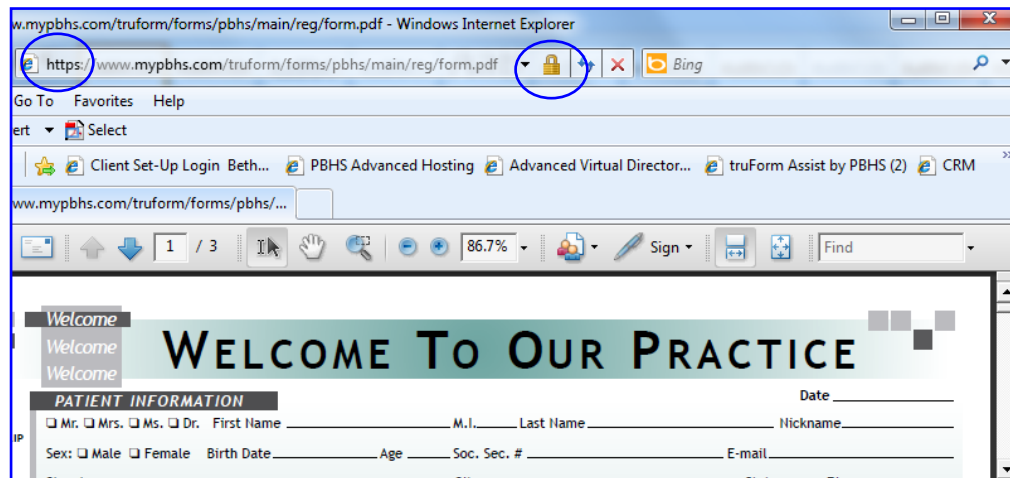 w.mypbhs.com/truform/forms/pbhs/main/reg/form.pdf - Windows Internet Explorer
https://www.mypbhs.com/truform/forms/pbhs/main/reg/form.pdf Bing
Go To Favorites Help
ert Select
Client Set-Up Login Beth... PBHS Advanced Hosting Advanced Virtual Director... truForm Assist by PBHS (2) CRM »
ww.mypbhs.com/truform/forms/pbhs/...
1 / 3 86.7% Sign Find
Welcome
Welcome
Welcome
WELCOME TO OUR PRACTICE
PATIENT INFORMATION Date
Mr. Mrs. Ms. Dr. First Name M.I. Last Name Nickname
IP
Sex: Male Female Birth Date Age Soc. Sec. # E-mail